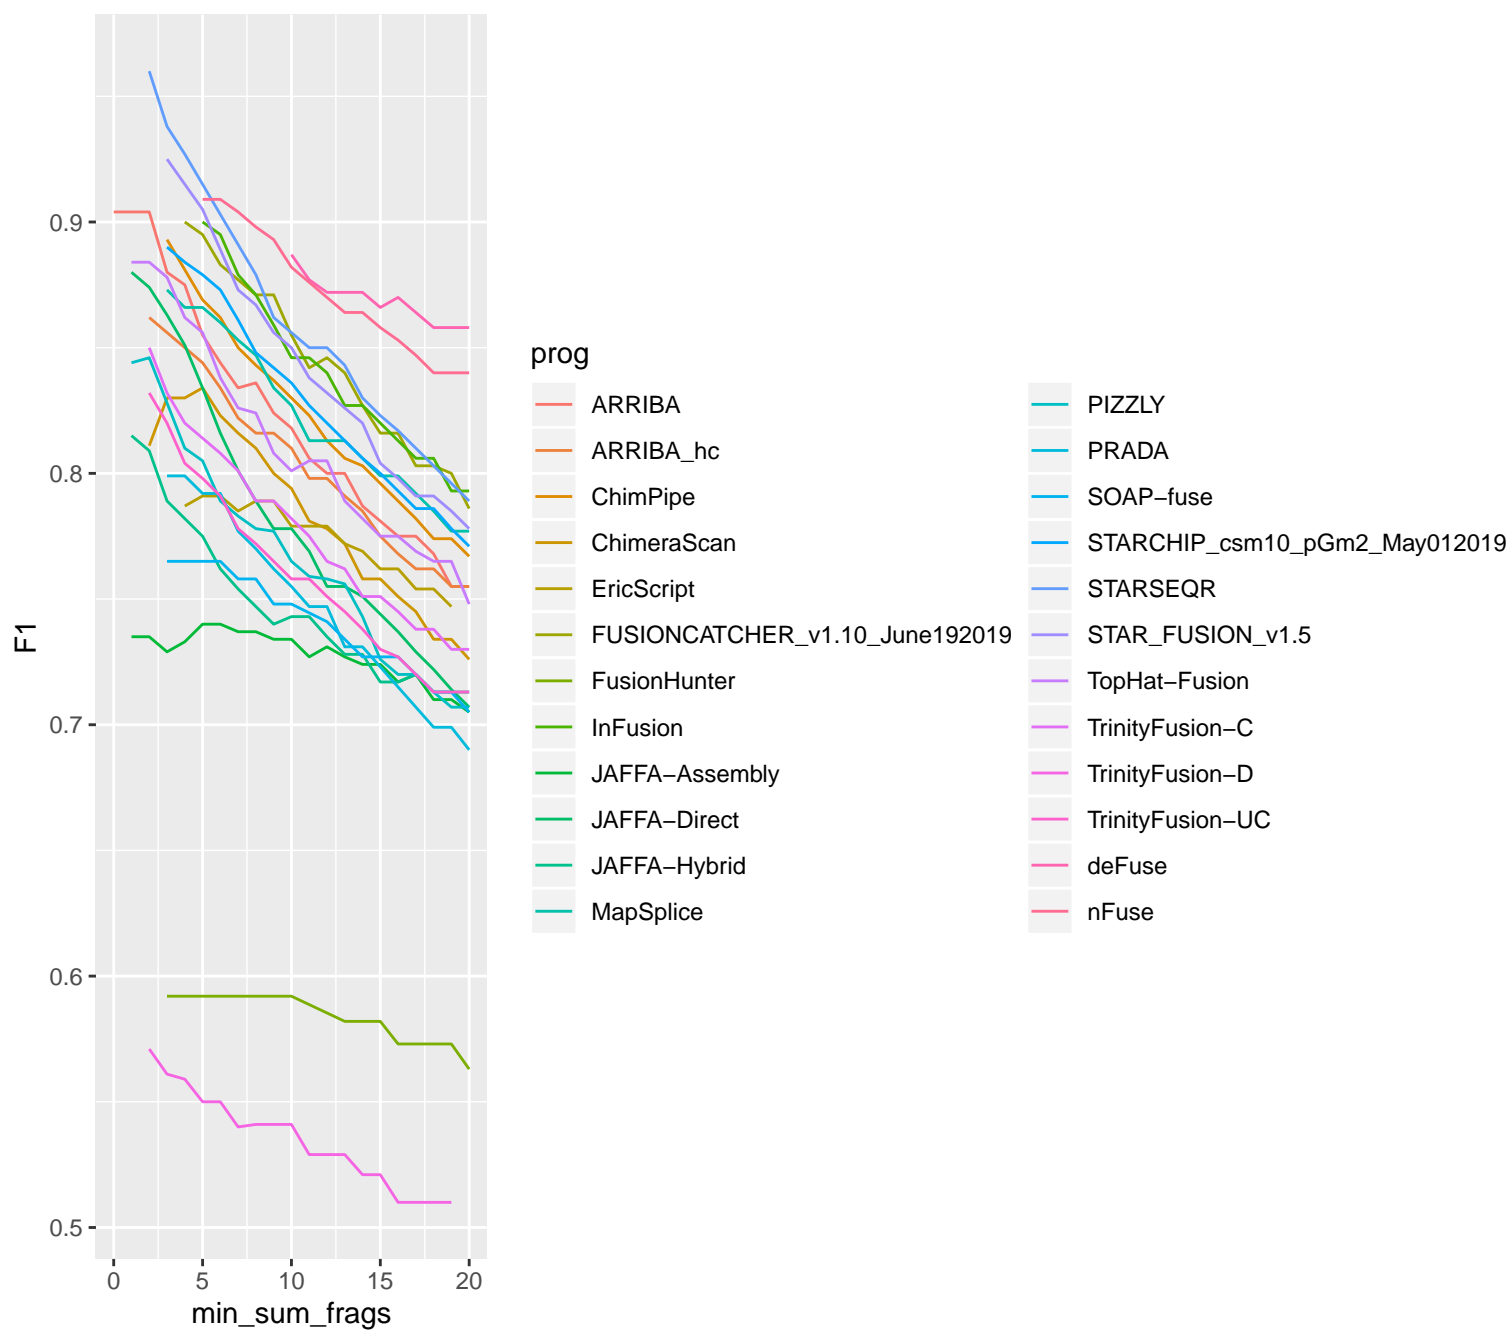 F1
0.9
0.8
0.7
0.6
0.5
0 5 10 15 20
min_sum_frags
prog
ARRIBA
ARRIBA_hc
ChimPipe
ChimeraScan
EricScript
FUSIONCATCHER_v1.10_June192019
FusionHunter
InFusion
JAFFA−Assembly
JAFFA−Direct
JAFFA−Hybrid
MapSplice
PIZZLY
PRADA
SOAP−fuse
STARCHIP_csm10_pGm2_May012019
STARSEQR
STAR_FUSION_v1.5
TopHat−Fusion
TrinityFusion−C
TrinityFusion−D
TrinityFusion−UC
deFuse
nFuse